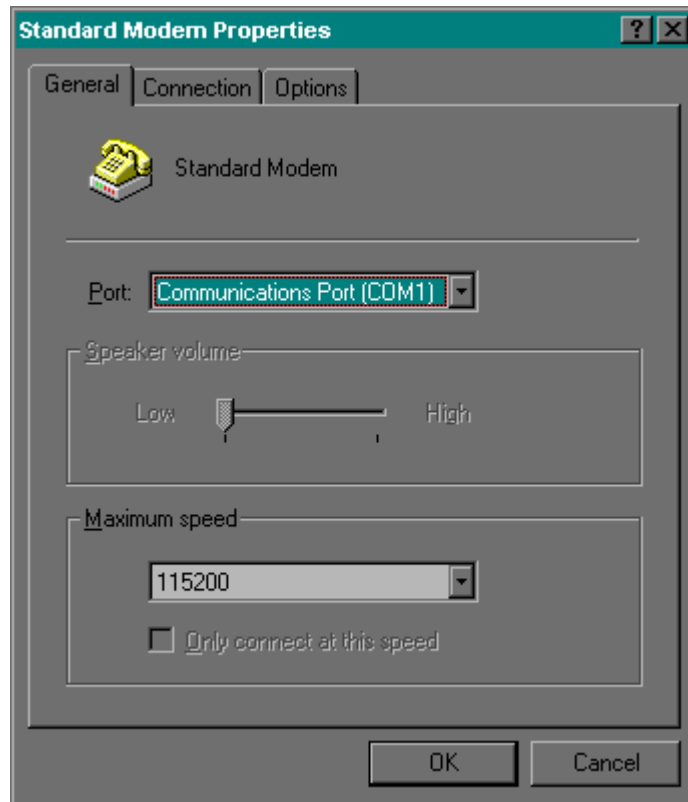 Standard Modem Properties
General Connection Options
Standard Modem
Port: Communications Port (COM1)
Speaker volume
Low High
Maximum speed
115200
Only connect at this speed
OK Cancel